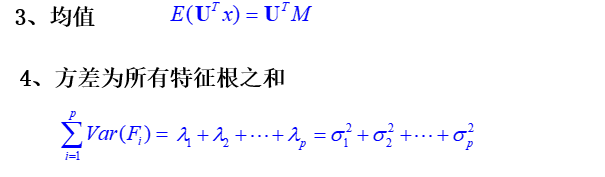 3、均值 E(U^T x) = U^T M
4、方差为所有特征根之和
\sum_{i=1}^{p} Var(F_i) = λ_1 + λ_2 + ⋯ + λ_p = σ_1^2 + σ_2^2 + ⋯ + σ_p^2